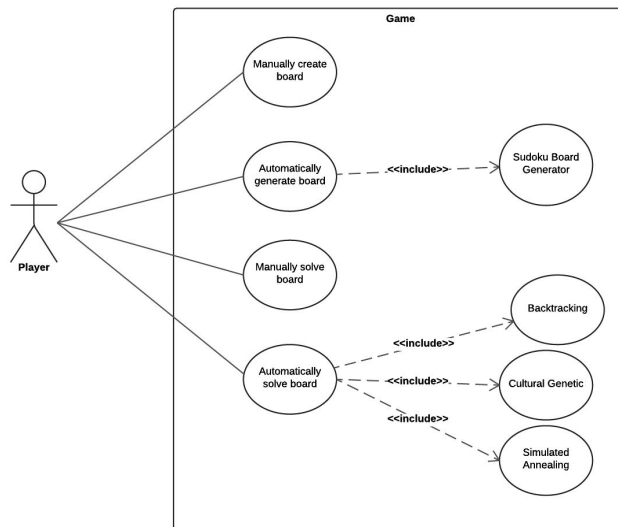 Game
Manually create
board
Automatically
generate board
<<include>>
Sudoku Board
Generator
Player
Manually solve
board
Automatically
solve board
<<include>>
Backtracking
<<include>>
Cultural Genetic
<<include>>
Simulated
Annealing